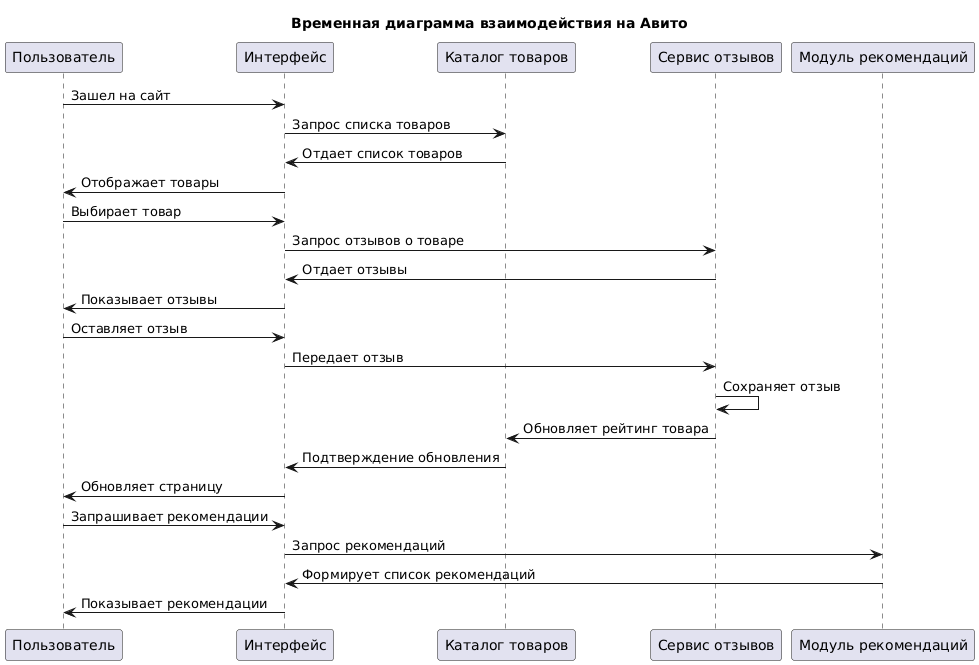 Временная диаграмма взаимодействия на Авито
Пользователь Интерфейс Каталог товаров Сервис отзывов Модуль рекомендаций
Зашел на сайт
Запрос списка товаров
Отдает список товаров
Отображает товары
Выбирает товар
Запрос отзывов о товаре
Отдает отзывы
Показывает отзывы
Оставляет отзыв
Передает отзыв
Сохраняет отзыв
Обновляет рейтинг товара
Подтверждение обновления
Обновляет страницу
Запрашивает рекомендации
Запрос рекомендаций
Формирует список рекомендаций
Показывает рекомендации
Пользователь Интерфейс Каталог товаров Сервис отзывов Модуль рекомендаций